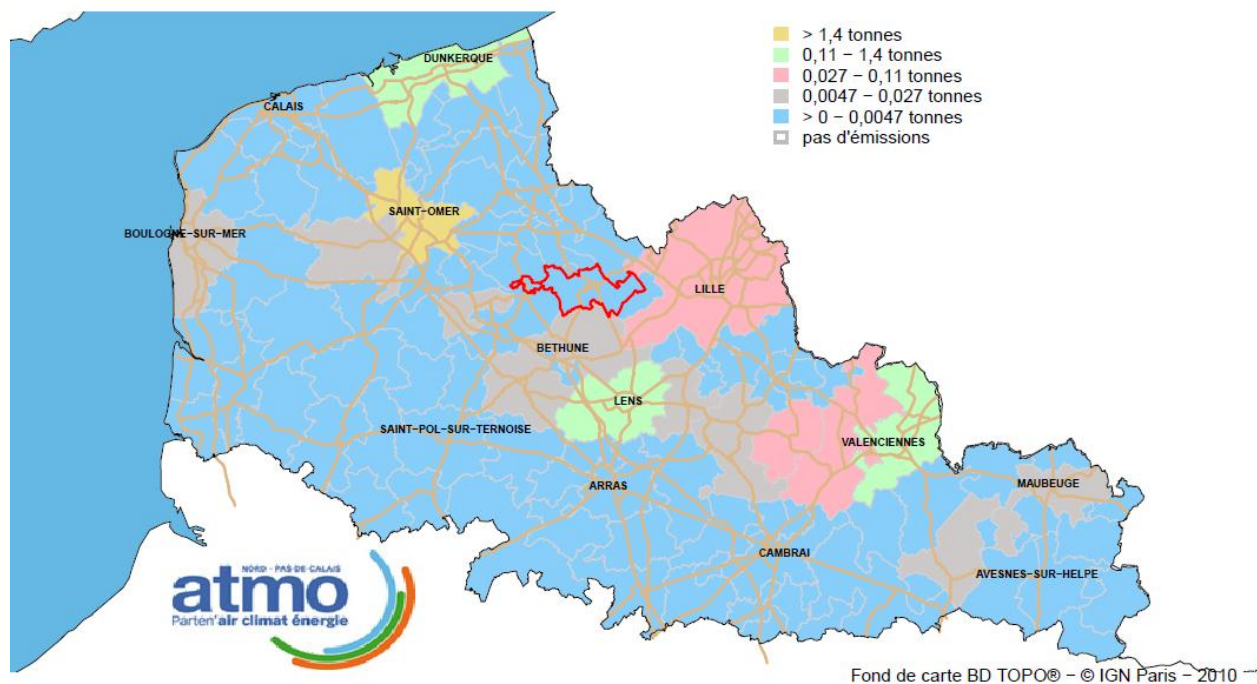 > 1,4 tonnes
0,11 − 1,4 tonnes
0,027 − 0,11 tonnes
0,0047 − 0,027 tonnes
> 0 − 0,0047 tonnes
pas d'émissions
DUNKERQUE
CALAIS
SAINT−OMER
BOULOGNE−SUR−MER
LILLE
BETHUNE
LENS
SAINT−POL−SUR−TERNOISE
VALENCIENNES
ARRAS
MAUBEUGE
CAMBRAI
AVESNES−SUR−HELPE
NORD - PAS-DE-CALAIS
atmo
Parten'air climat énergie
Fond de carte BD TOPO® − © IGN Paris − 2010